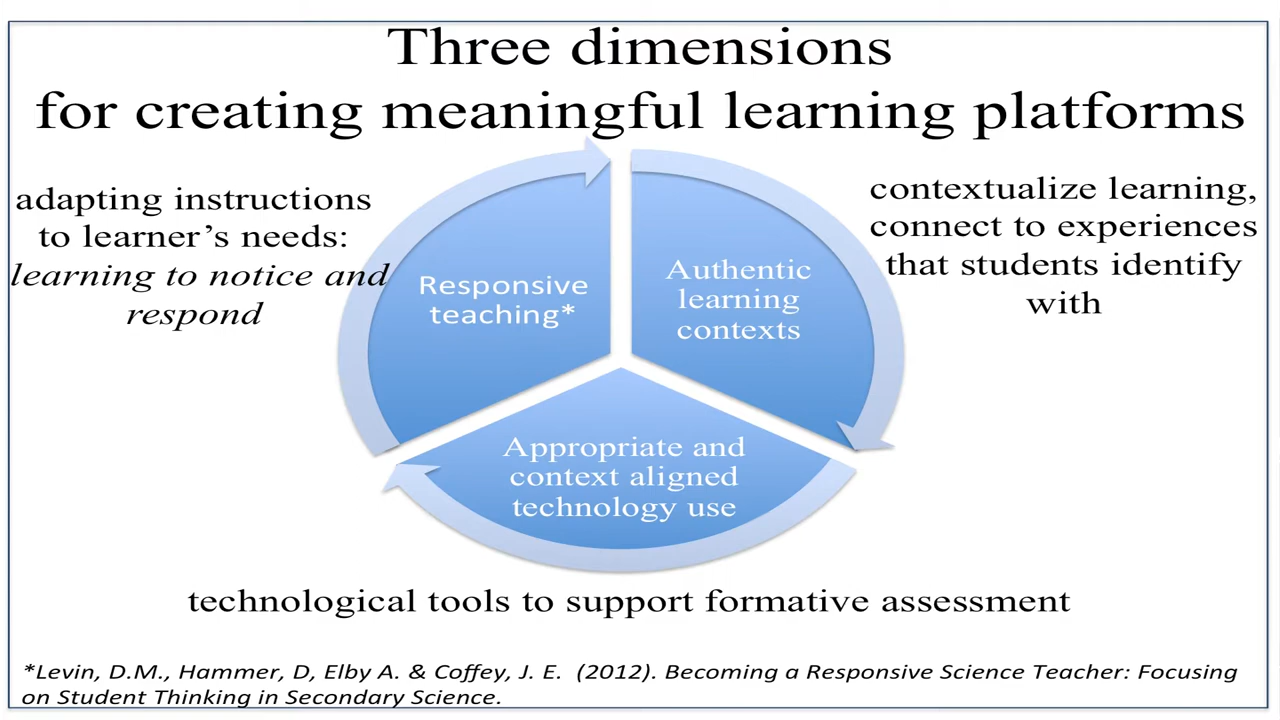 Three dimensions
for creating meaningful learning platforms
adapting instructions
to learner’s needs:
learning to notice and
respond
Responsive
teaching*
Authentic
learning
contexts
contextualize learning,
connect to experiences
that students identify
with
Appropriate and
context aligned
technology use
technological tools to support formative assessment
*Levin, D.M., Hammer, D, Elby A. & Coffey, J. E. (2012). Becoming a Responsive Science Teacher: Focusing
on Student Thinking in Secondary Science.